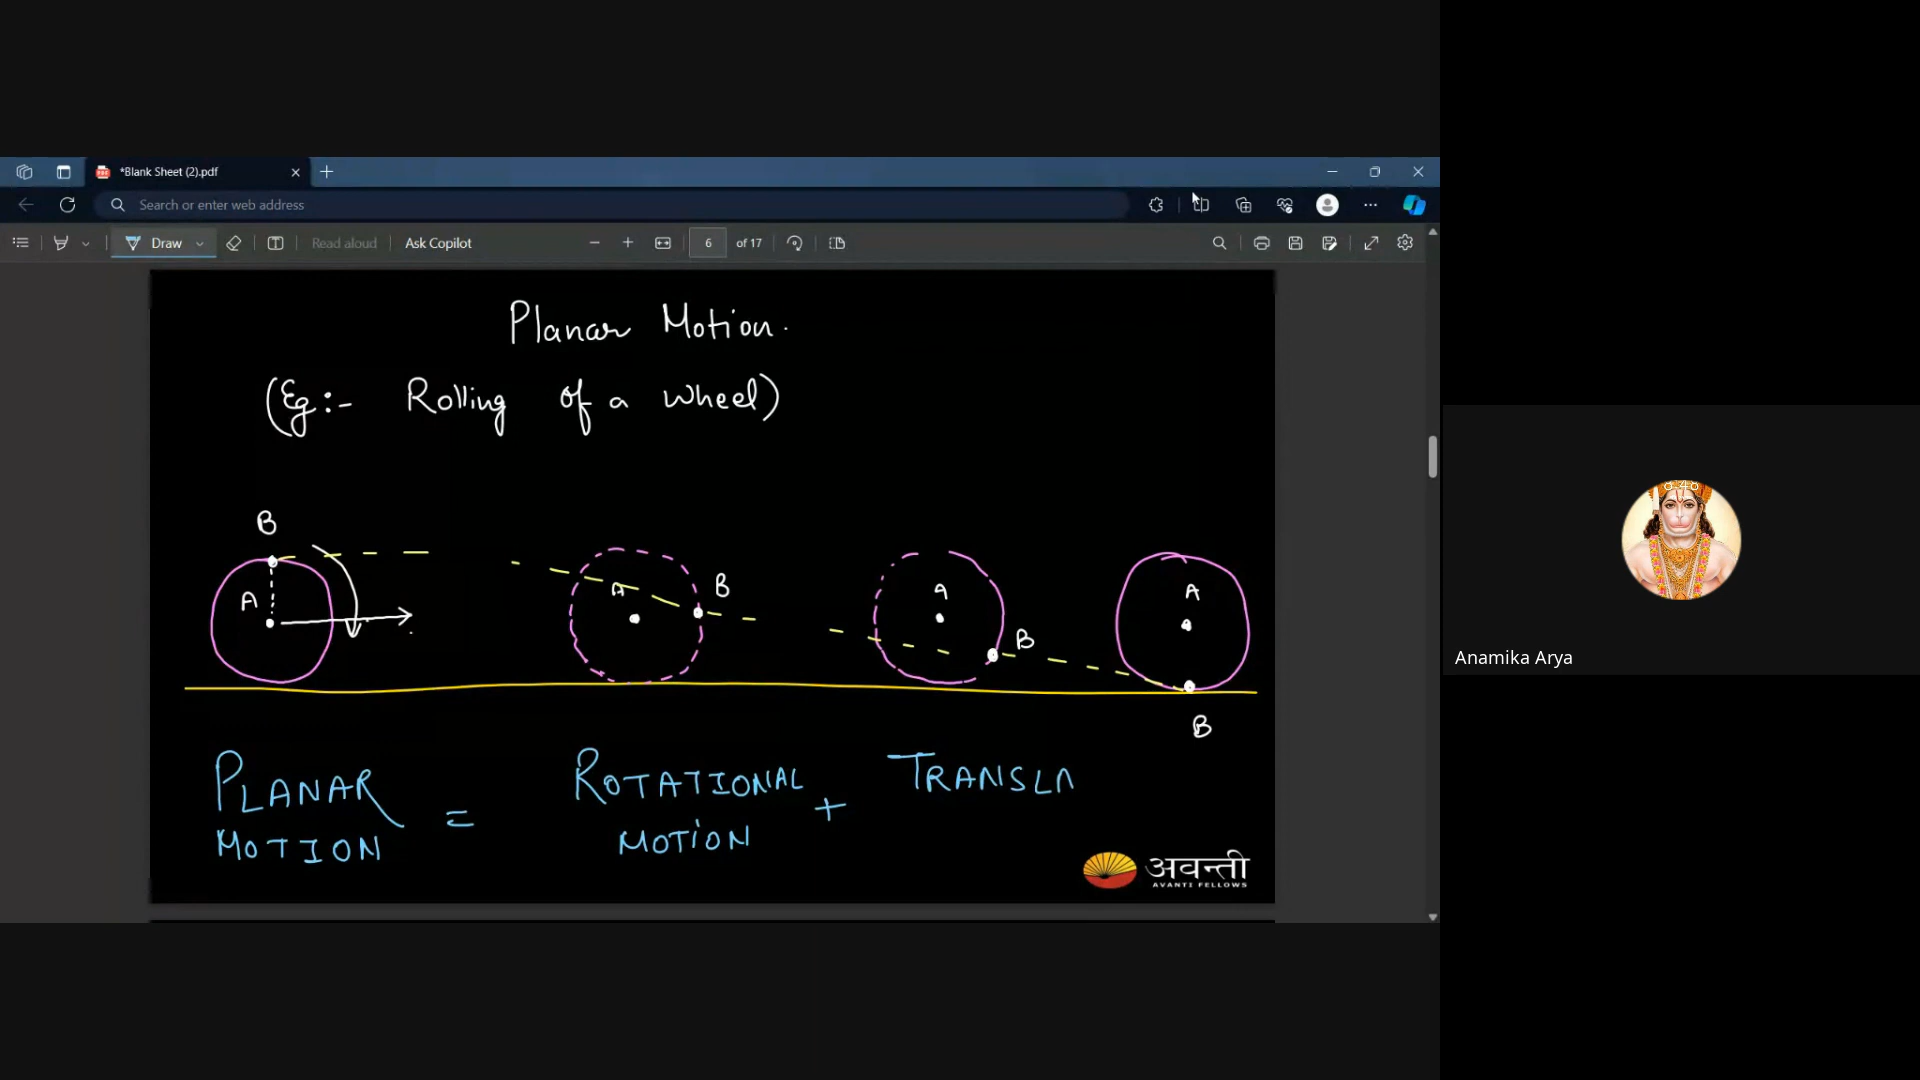 *Blank Sheet (2).pdf
Search or enter web address
Draw
Read aloud
Ask Copilot
6 of 17
Planar Motion.
(Eg:- Rolling of a wheel)
B
A
A
B
A
B
A
B
PLANAR MOTION = ROTATIONAL MOTION + TRANSLA
अवन्ती
AVANTI FELLOWS
Anamika Arya